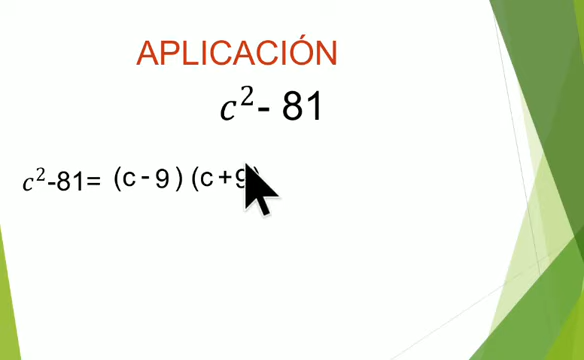 APLICACIÓN
c²- 81
c²-81= (c - 9 ) (c + 9)